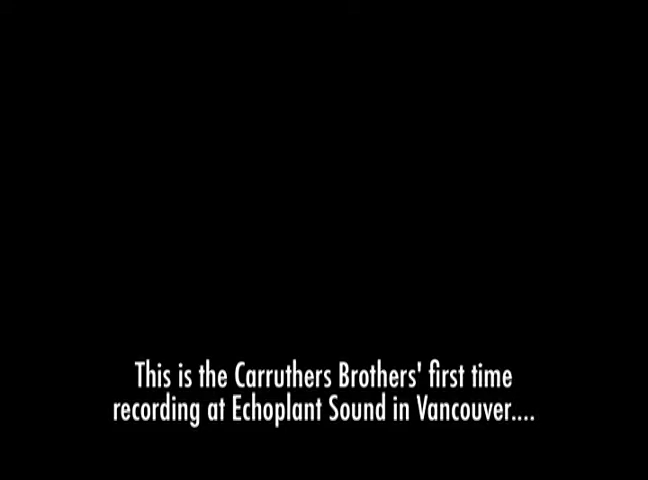 This is the Carruthers Brothers' first time
recording at Echoplant Sound in Vancouver....